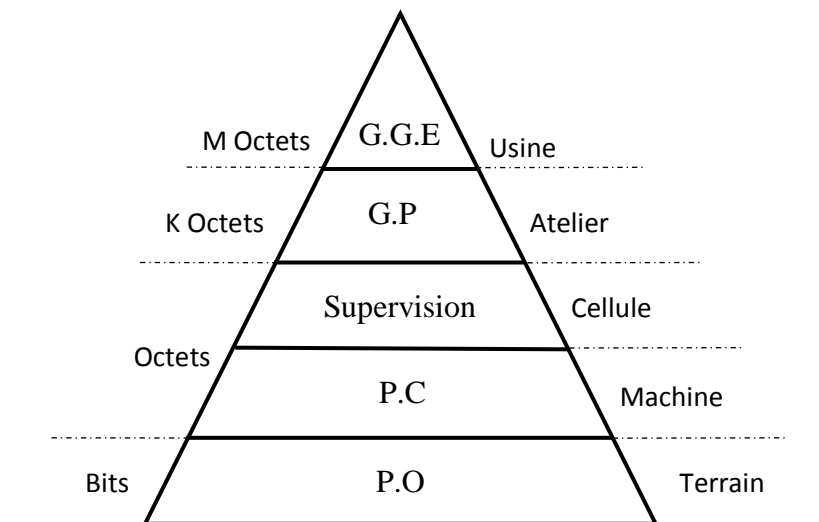 M Octets
G.G.E
Usine
K Octets
G.P
Atelier
Supervision
Cellule
Octets
P.C
Machine
Bits
P.O
Terrain